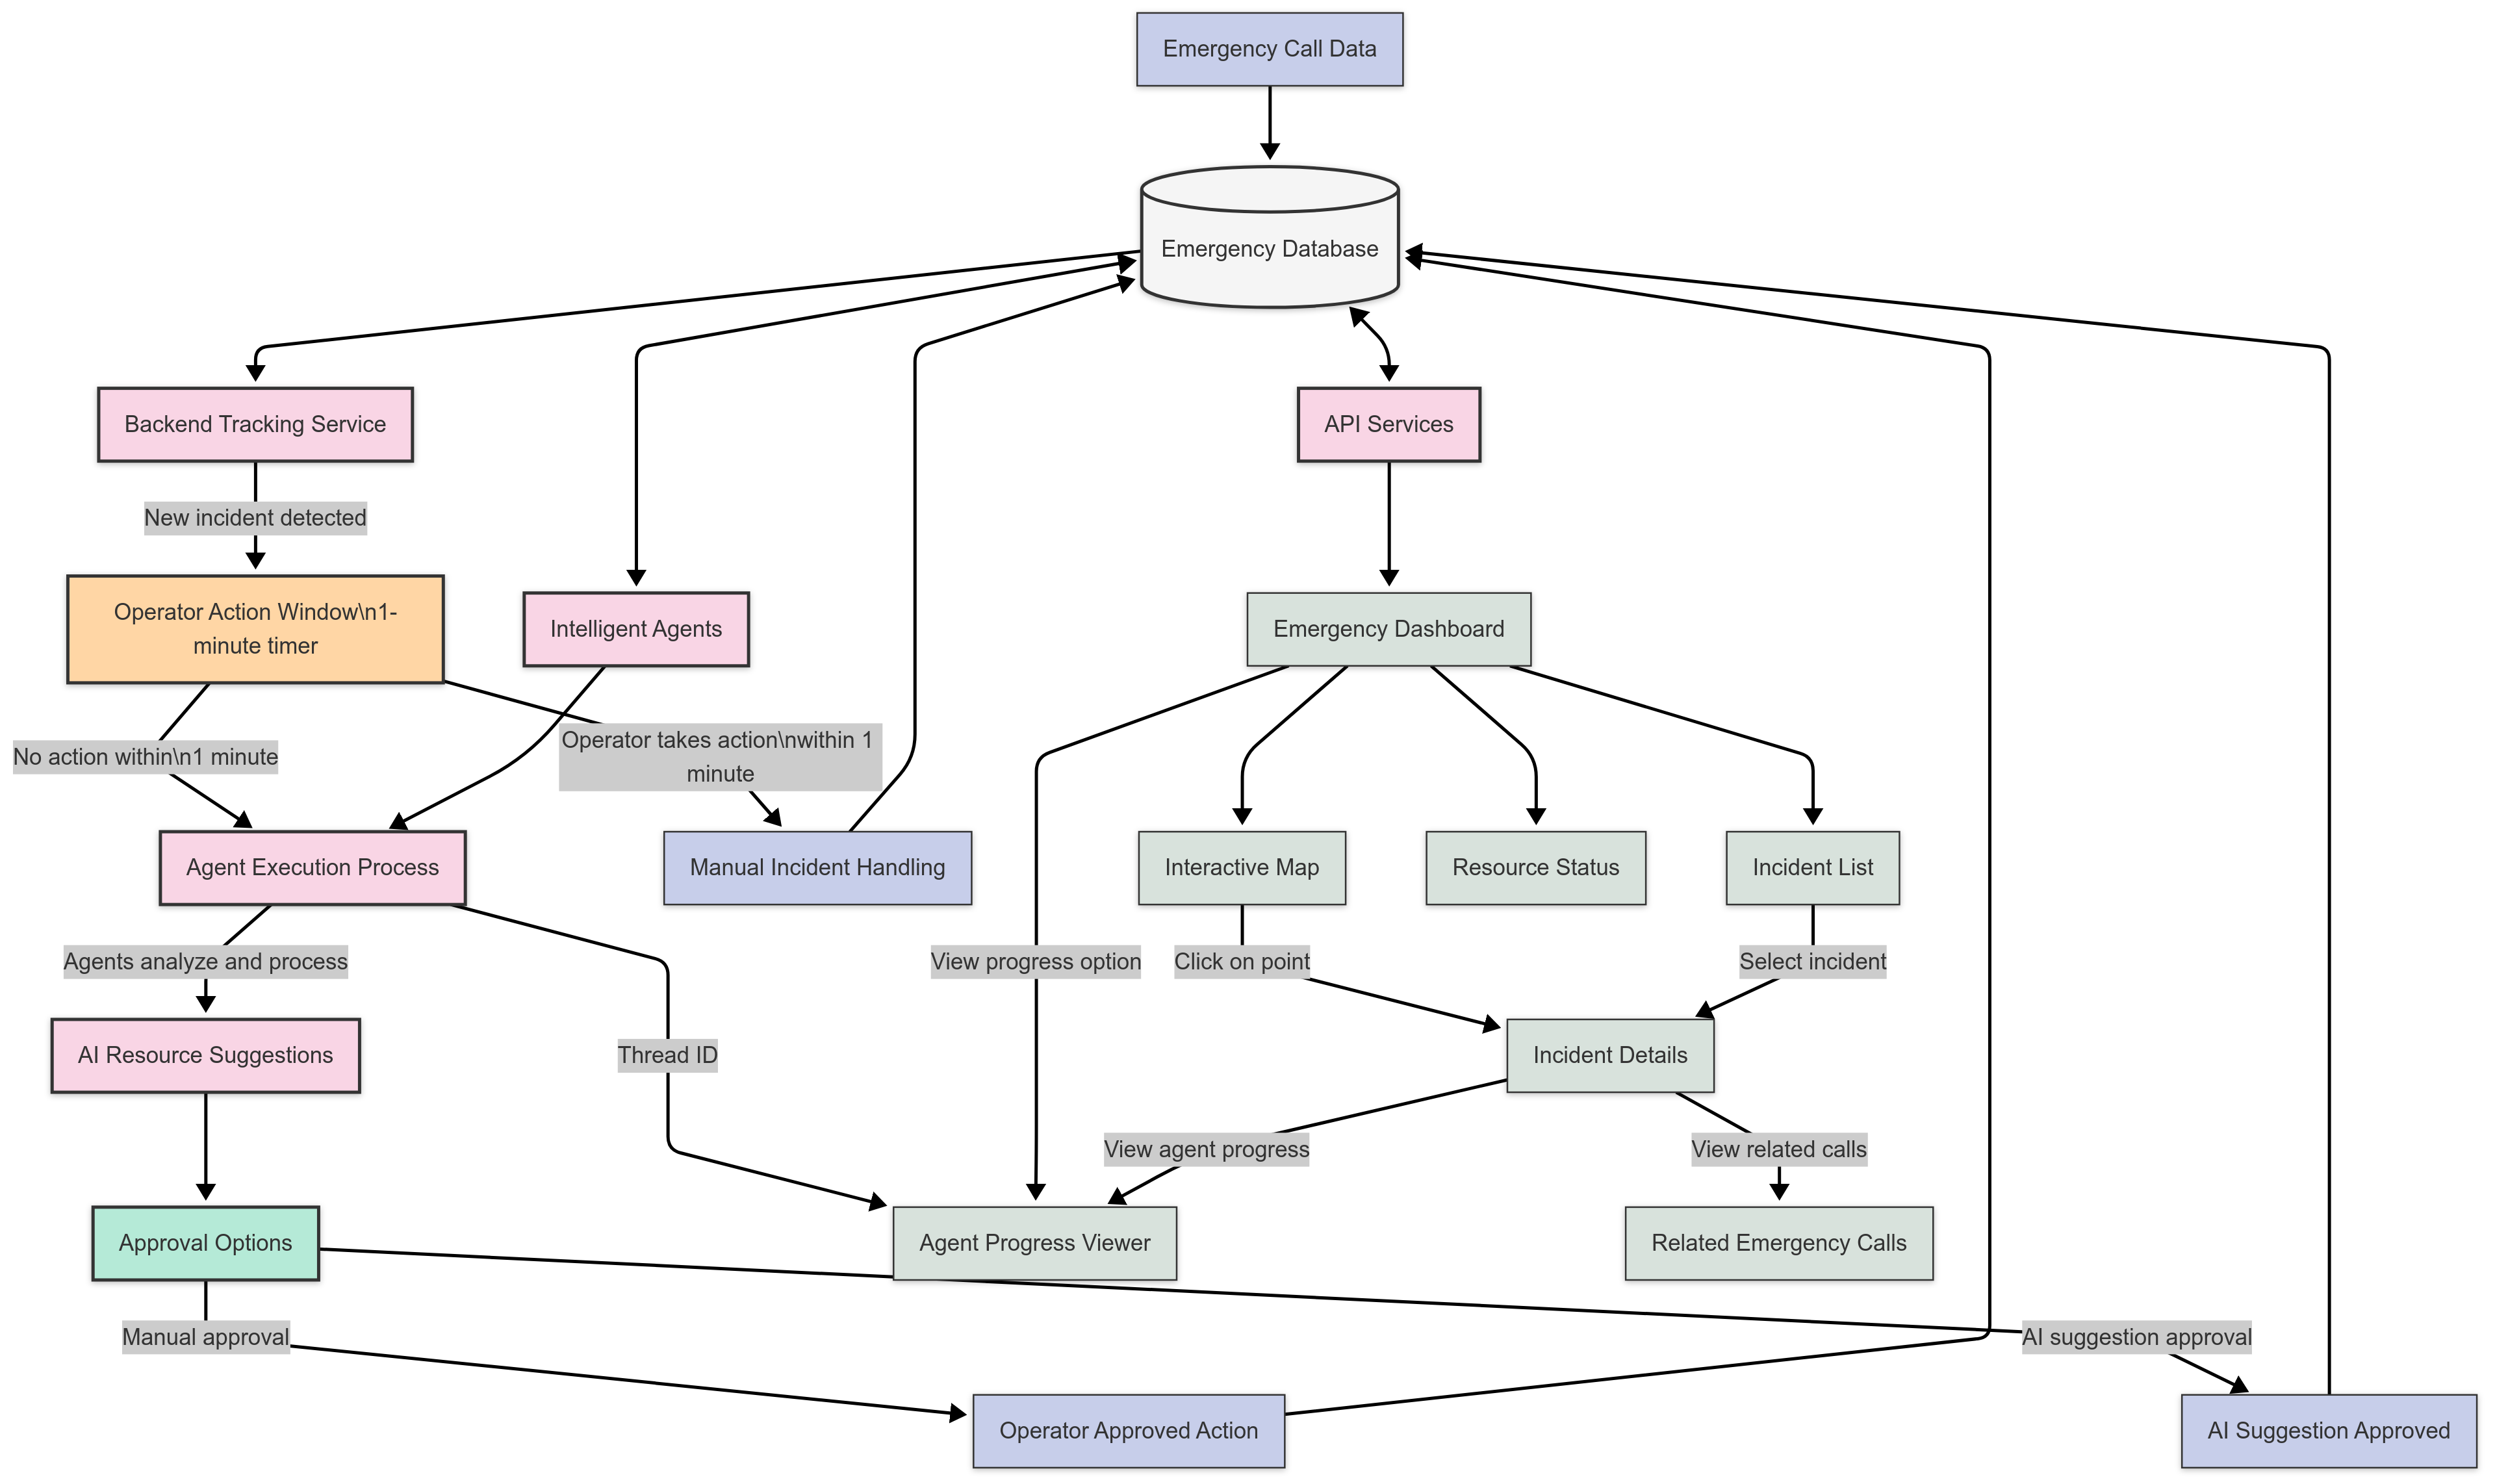 Emergency Call Data
Emergency Database
Backend Tracking Service
API Services
New incident detected
Operator Action Window\n1-
minute timer
Intelligent Agents
Emergency Dashboard
No action within\n1 minute
Operator takes action\nwithin 1
minute
Agent Execution Process
Manual Incident Handling
Interactive Map
Resource Status
Incident List
Agents analyze and process
View progress option
Click on point
Select incident
AI Resource Suggestions
Thread ID
Incident Details
View agent progress
View related calls
Approval Options
Agent Progress Viewer
Related Emergency Calls
Manual approval
AI suggestion approval
Operator Approved Action
AI Suggestion Approved